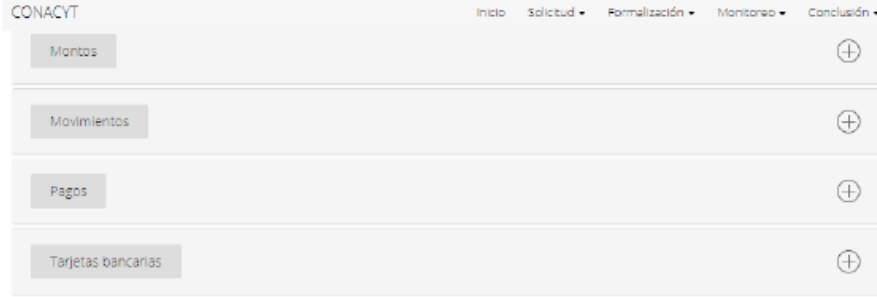 CONACYT Inicio Solicitud Formalización Monitoreo Conclusión
Montos
Movimientos
Pagos
Tarjetas bancarias